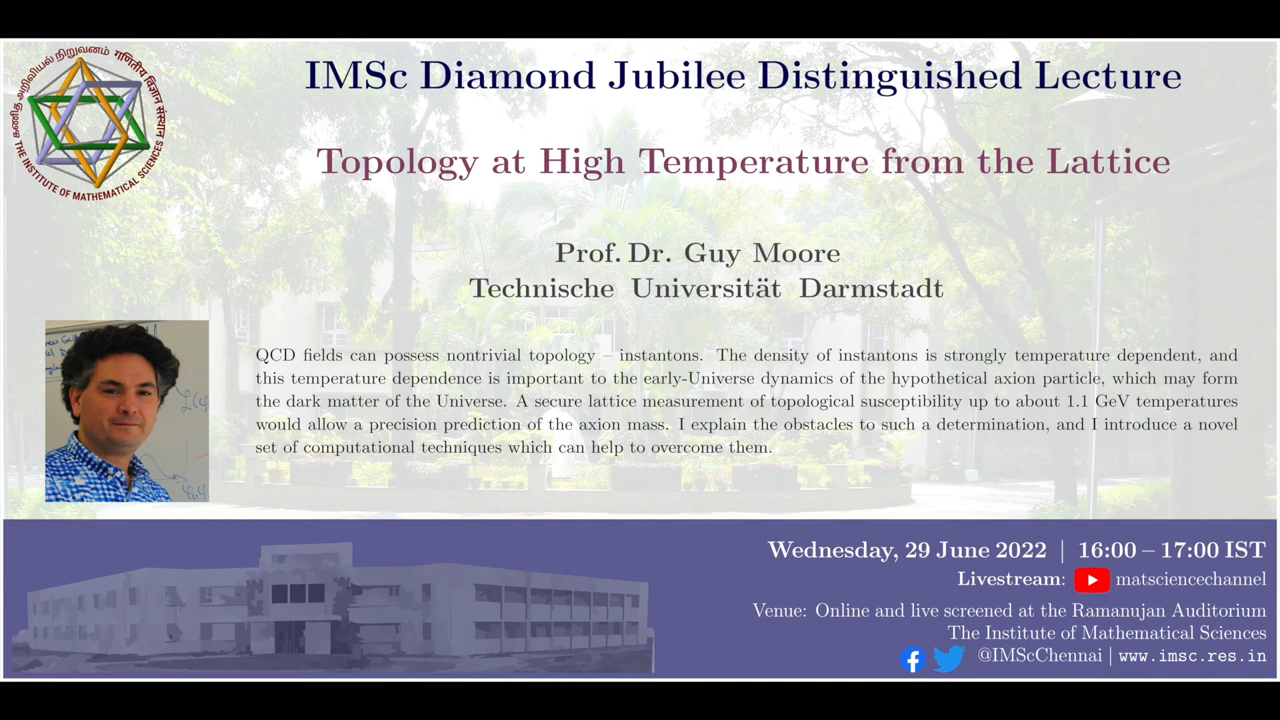 கணித அறிவியல் நிறுவனம்
गणितीय विज्ञान संस्थान
THE INSTITUTE OF MATHEMATICAL SCIENCES
IMSc Diamond Jubilee Distinguished Lecture
Topology at High Temperature from the Lattice
Prof. Dr. Guy Moore
Technische Universität Darmstadt
QCD fields can possess nontrivial topology – instantons. The density of instantons is strongly temperature dependent, and
this temperature dependence is important to the early-Universe dynamics of the hypothetical axion particle, which may form
the dark matter of the Universe. A secure lattice measurement of topological susceptibility up to about 1.1 GeV temperatures
would allow a precision prediction of the axion mass. I explain the obstacles to such a determination, and I introduce a novel
set of computational techniques which can help to overcome them.
Wednesday, 29 June 2022 | 16:00 – 17:00 IST
Livestream: matsciencechannel
Venue: Online and live screened at the Ramanujan Auditorium
The Institute of Mathematical Sciences
@IMScChennai | www.imsc.res.in